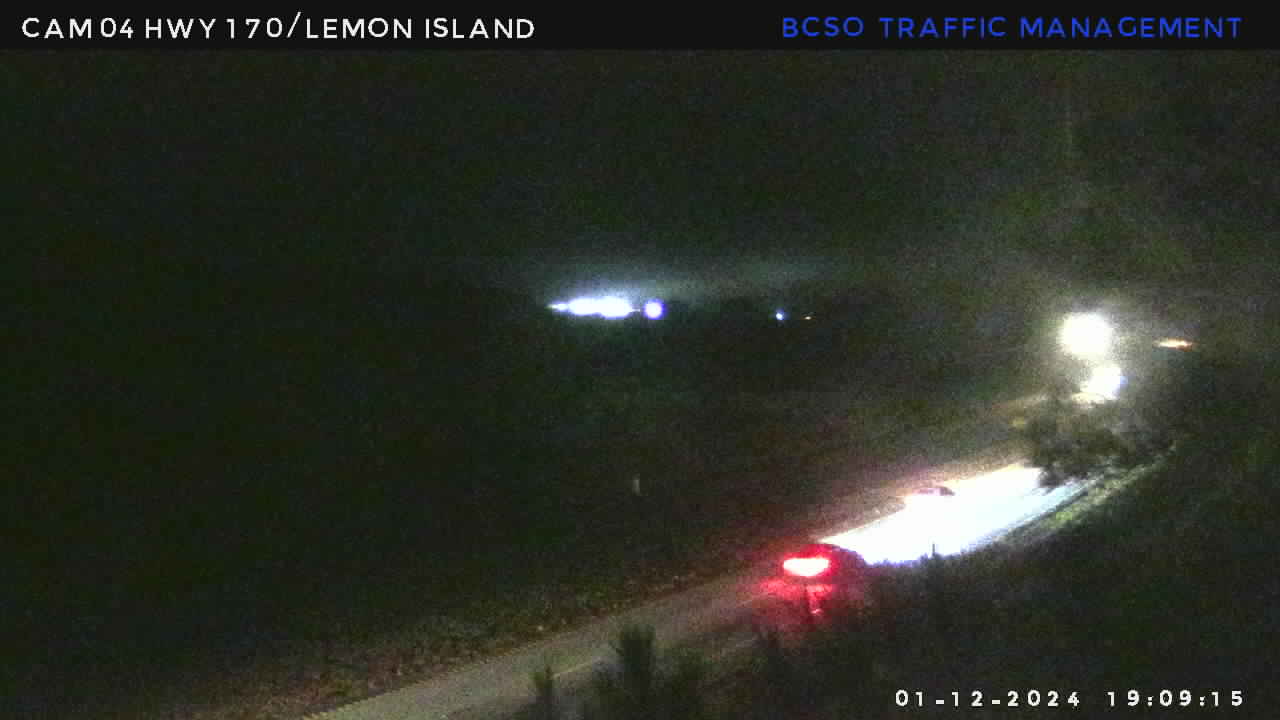 CAM04 HWY 170/LEMON ISLAND
BCSO TRAFFIC MANAGEMENT
01-12-2024 19:09:15